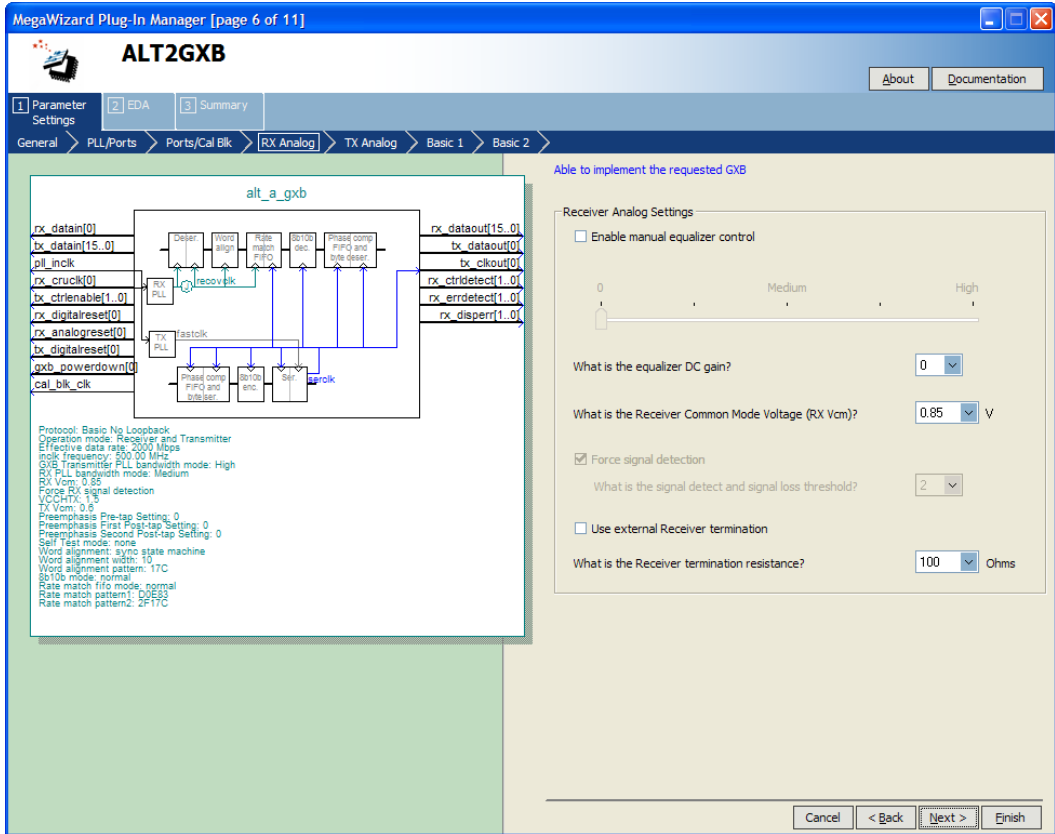 MegaWizard Plug-In Manager [page 6 of 11]
ALT2GXB
About
Documentation
1 Parameter Settings
2 EDA
3 Summary
General
PLL/Ports
Ports/Cal Blk
RX Analog
TX Analog
Basic 1
Basic 2
alt_a_gxb
rx_datain[0]
tx_datain[15..0]
pll_inclk
rx_cruclk[0]
tx_ctrlenable[1..0]
rx_digitalreset[0]
rx_analogreset[0]
tx_digitalreset[0]
gxb_powerdown[0]
cal_blk_clk
Deser.
Word align
Rate match FIFO
8b10b dec.
Phase comp FIFO and byte deser.
RX PLL
recovclk
TX PLL
fastclk
Phase comp FIFO and byte ser.
8b10b enc.
Ser.
serclk
rx_dataout[15..0]
tx_dataout[0]
tx_clkout[0]
rx_ctrldetect[1..0]
rx_errdetect[1..0]
rx_disperr[1..0]
Protocol: Basic No Loopback
Operation mode: Receiver and Transmitter
Effective data rate: 2000 Mbps
inclk frequency: 500.00 MHz
GXB Transmitter PLL bandwidth mode: High
RX PLL bandwidth mode: Medium
RX Vcm: 0.85
Force RX signal detection
VCCHTX: 1.5
TX Vcm: 0.6
Preemphasis Pre-tap Setting: 0
Preemphasis First Post-tap Setting: 0
Preemphasis Second Post-tap Setting: 0
Self Test mode: none
Word alignment: sync state machine
Word alignment width: 10
Word alignment pattern: 17C
8b10b mode: normal
Rate match fifo mode: normal
Rate match pattern1: D0E83
Rate match pattern2: 2F17C
Able to implement the requested GXB
Receiver Analog Settings
Enable manual equalizer control
0 Medium High
What is the equalizer DC gain? 0
What is the Receiver Common Mode Voltage (RX Vcm)? 0.85 V
Force signal detection
What is the signal detect and signal loss threshold? 2
Use external Receiver termination
What is the Receiver termination resistance? 100 Ohms
Cancel
< Back
Next >
Finish